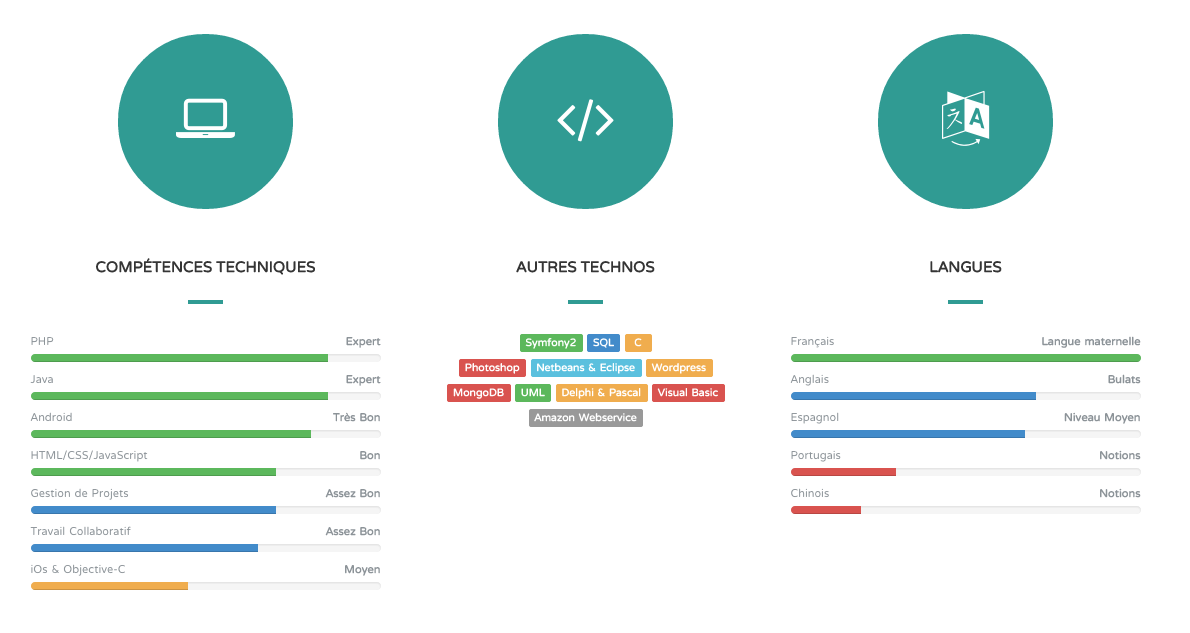 COMPÉTENCES TECHNIQUES
PHP Expert
Java Expert
Android Très Bon
HTML/CSS/JavaScript Bon
Gestion de Projets Assez Bon
Travail Collaboratif Assez Bon
iOs & Objective-C Moyen
</>
AUTRES TECHNOS
Symfony2 SQL C
Photoshop Netbeans & Eclipse Wordpress
MongoDB UML Delphi & Pascal Visual Basic
Amazon Webservice
A
LANGUES
Français Langue maternelle
Anglais Bulats
Espagnol Niveau Moyen
Portugais Notions
Chinois Notions